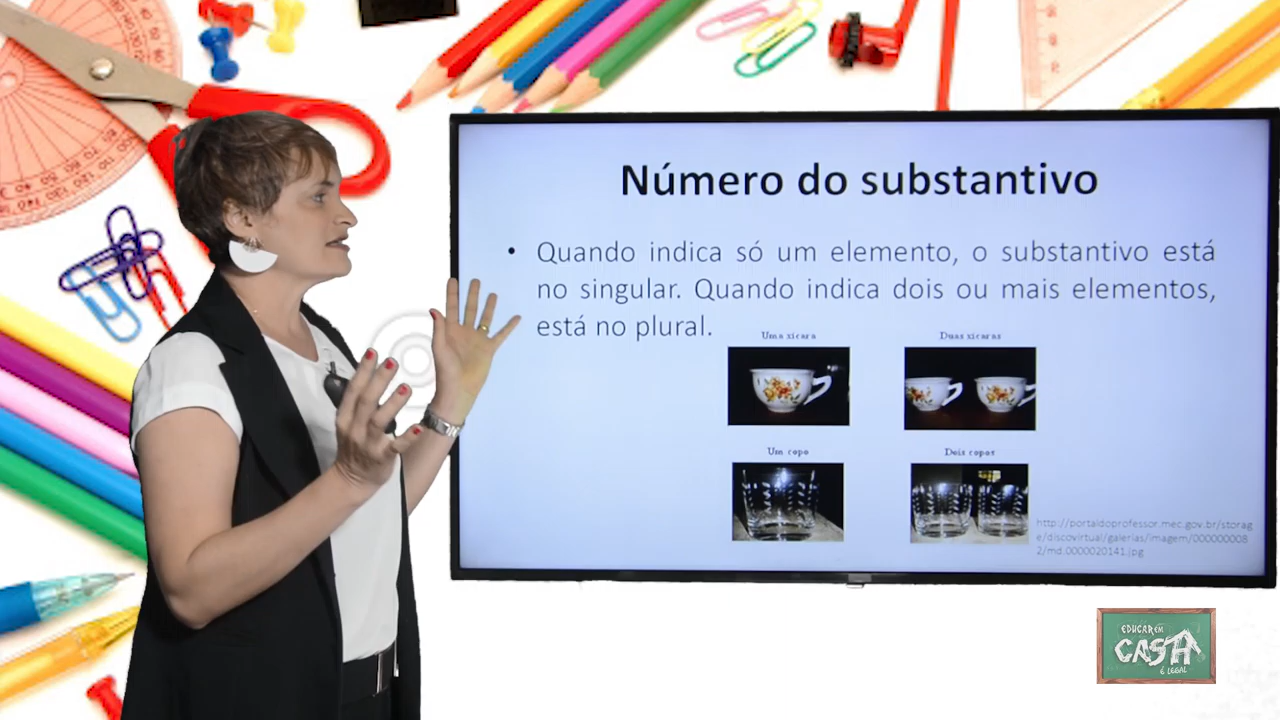 Número do substantivo
• Quando indica só um elemento, o substantivo está
no singular. Quando indica dois ou mais elementos,
está no plural.
Uma xícara
Duas xícaras
Um copo
Dois copos
http://portaldoprofessor.mec.gov.br/storag
e/discovirtual/galerias/imagem/000000008
2/md.0000020141.jpg
EDUCAR EM
CASA
É LEGAL